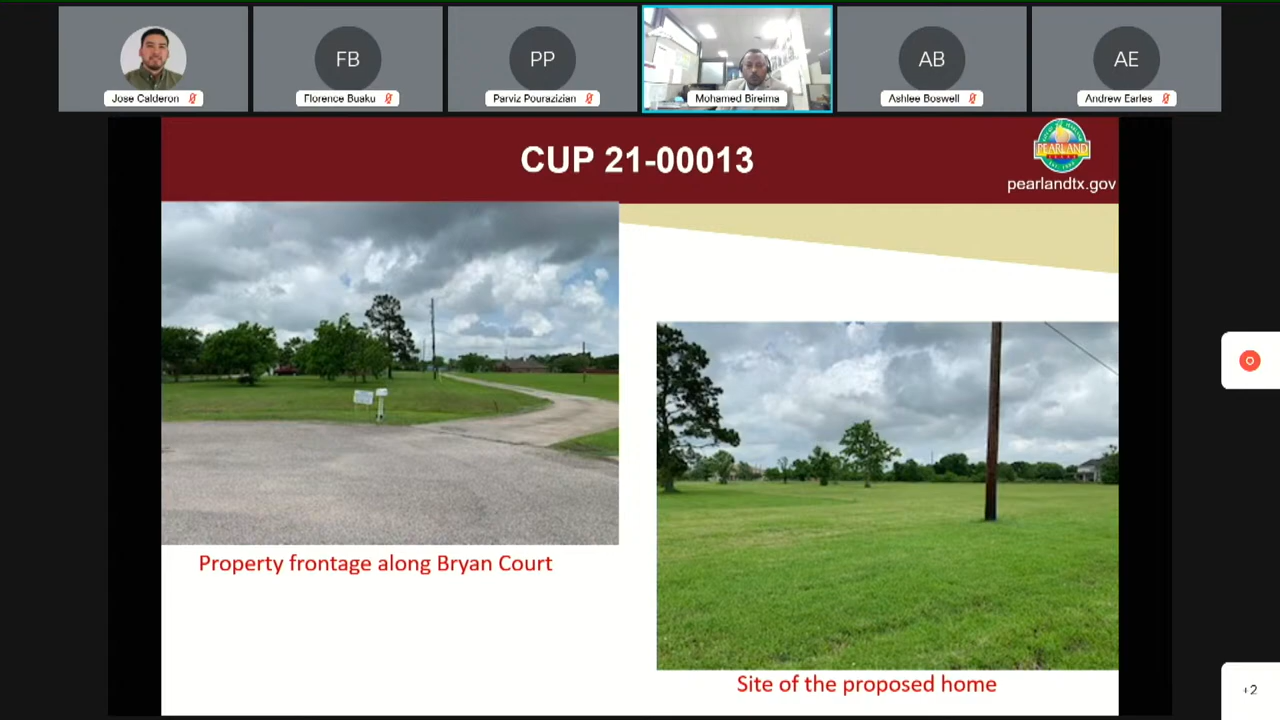 Jose Calderon
FB
Florence Buaku
PP
Parviz Pourazizian
Mohamed Bireima
AB
Ashlee Boswell
AE
Andrew Earles
CUP 21-00013
PEARLAND
pearlandtx.gov
Property frontage along Bryan Court
Site of the proposed home
+2